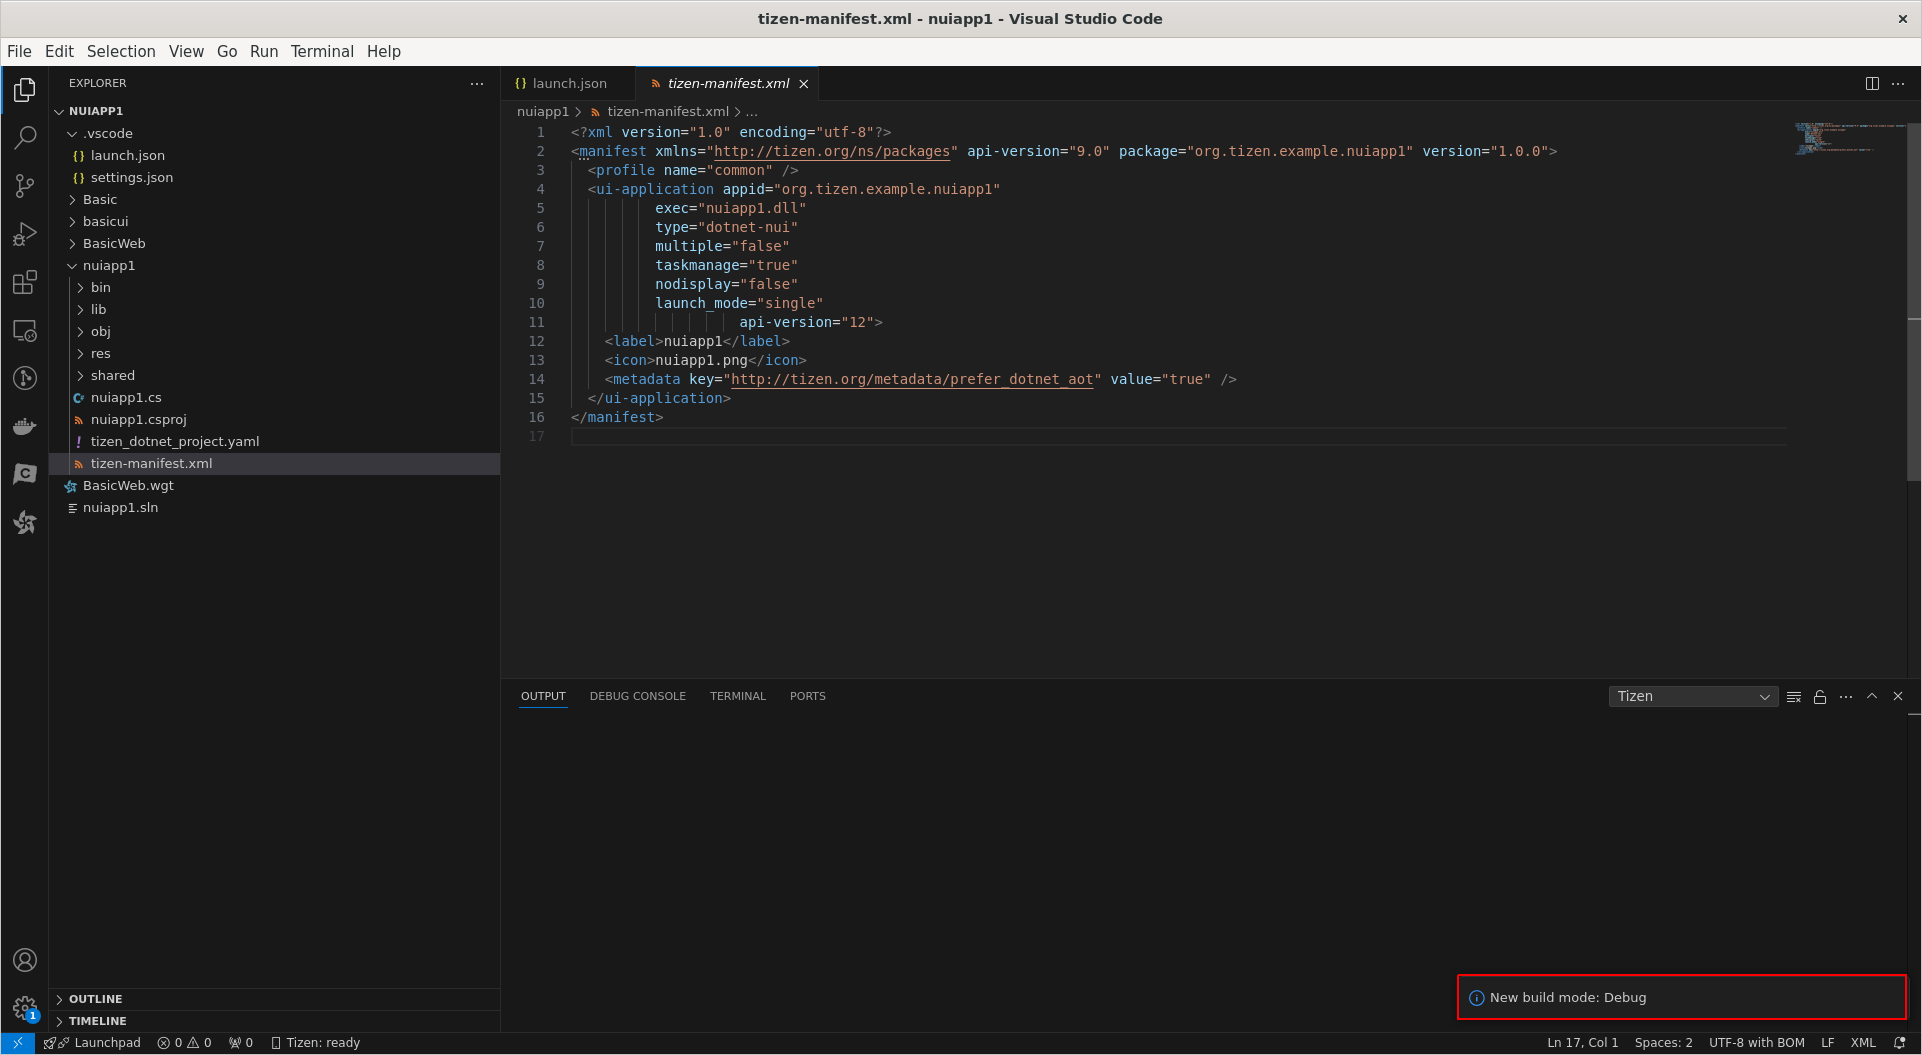 tizen-manifest.xml - nuiapp1 - Visual Studio Code
File Edit Selection View Go Run Terminal Help
EXPLORER
NUIAPP1
.vscode
launch.json
settings.json
Basic
basicui
BasicWeb
nuiapp1
bin
lib
obj
res
shared
nuiapp1.cs
nuiapp1.csproj
tizen_dotnet_project.yaml
tizen-manifest.xml
BasicWeb.wgt
nuiapp1.sln
OUTLINE
TIMELINE
launch.json
tizen-manifest.xml
nuiapp1 > tizen-manifest.xml > ...
1 <?xml version="1.0" encoding="utf-8"?>
2 <manifest xmlns="http://tizen.org/ns/packages" api-version="9.0" package="org.tizen.example.nuiapp1" version="1.0.0">
3 <profile name="common" />
4 <ui-application appid="org.tizen.example.nuiapp1"
5 exec="nuiapp1.dll"
6 type="dotnet-nui"
7 multiple="false"
8 taskmanage="true"
9 nodisplay="false"
10 launch_mode="single"
11 api-version="12">
12 <label>nuiapp1</label>
13 <icon>nuiapp1.png</icon>
14 <metadata key="http://tizen.org/metadata/prefer_dotnet_aot" value="true" />
15 </ui-application>
16 </manifest>
17
OUTPUT DEBUG CONSOLE TERMINAL PORTS
Tizen
New build mode: Debug
1
Launchpad 0 0 0 Tizen: ready
Ln 17, Col 1 Spaces: 2 UTF-8 with BOM LF XML